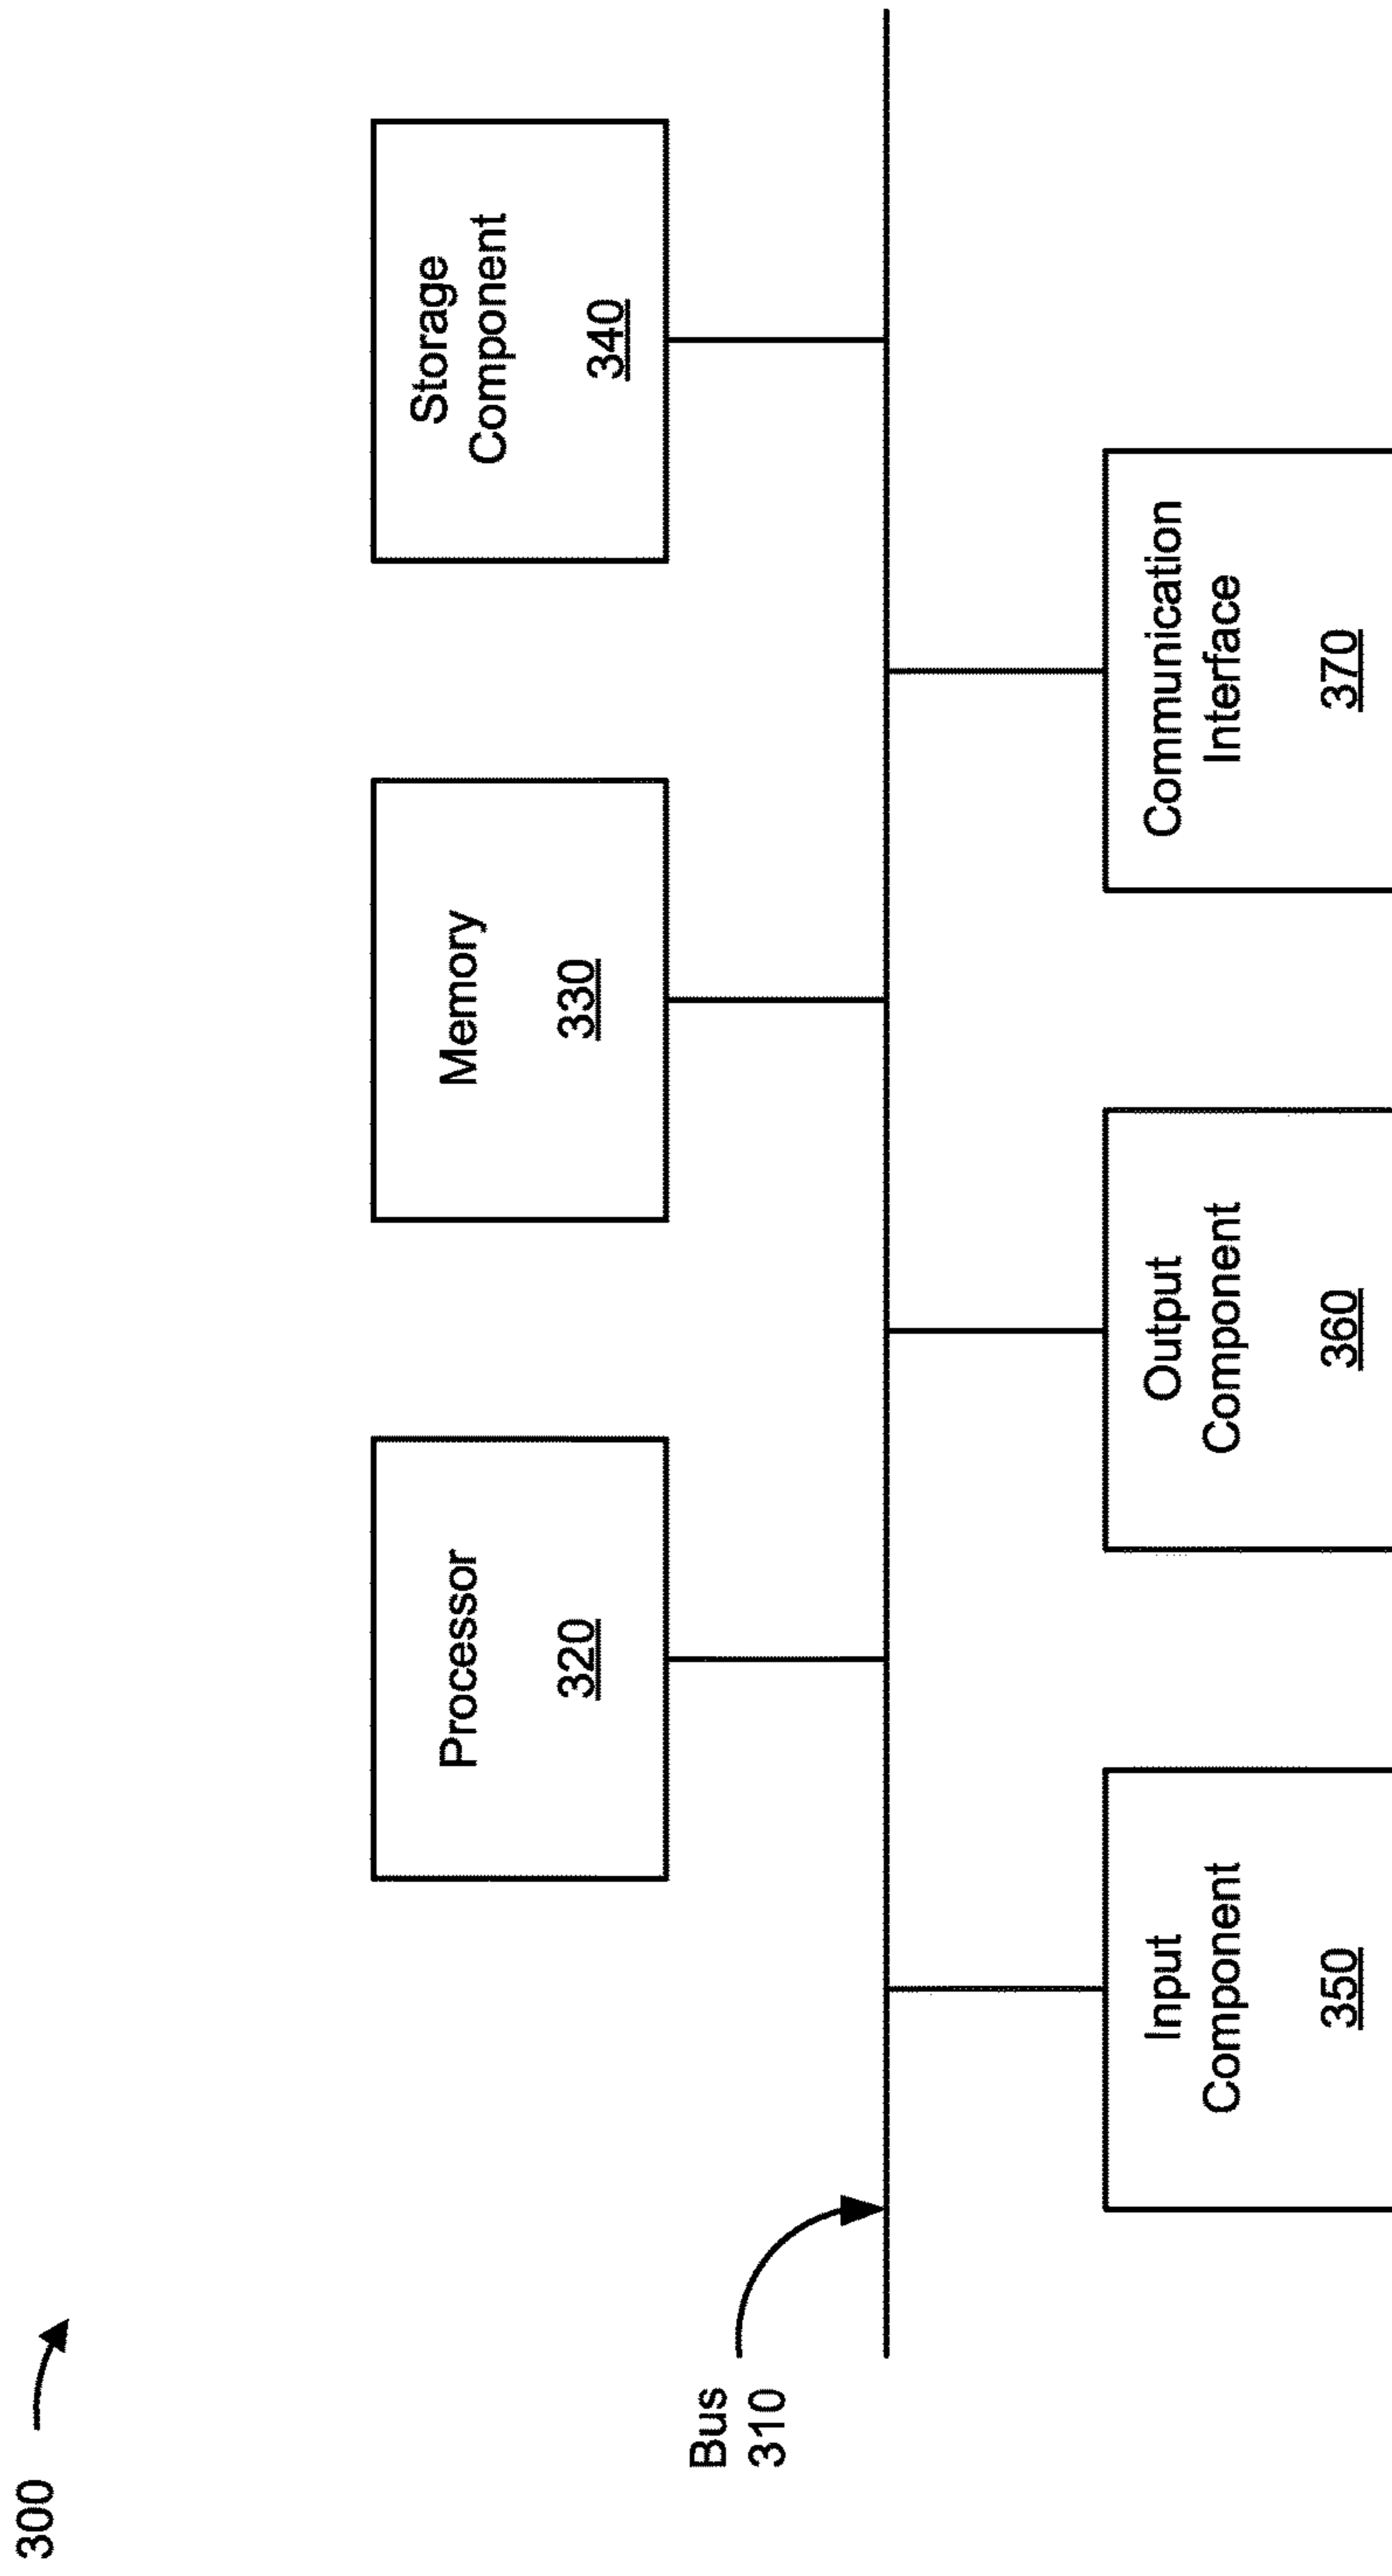 300
Processor
320
Memory
330
Storage
Component
340
Bus
310
Input
Component
350
Output
Component
360
Communication
Interface
370